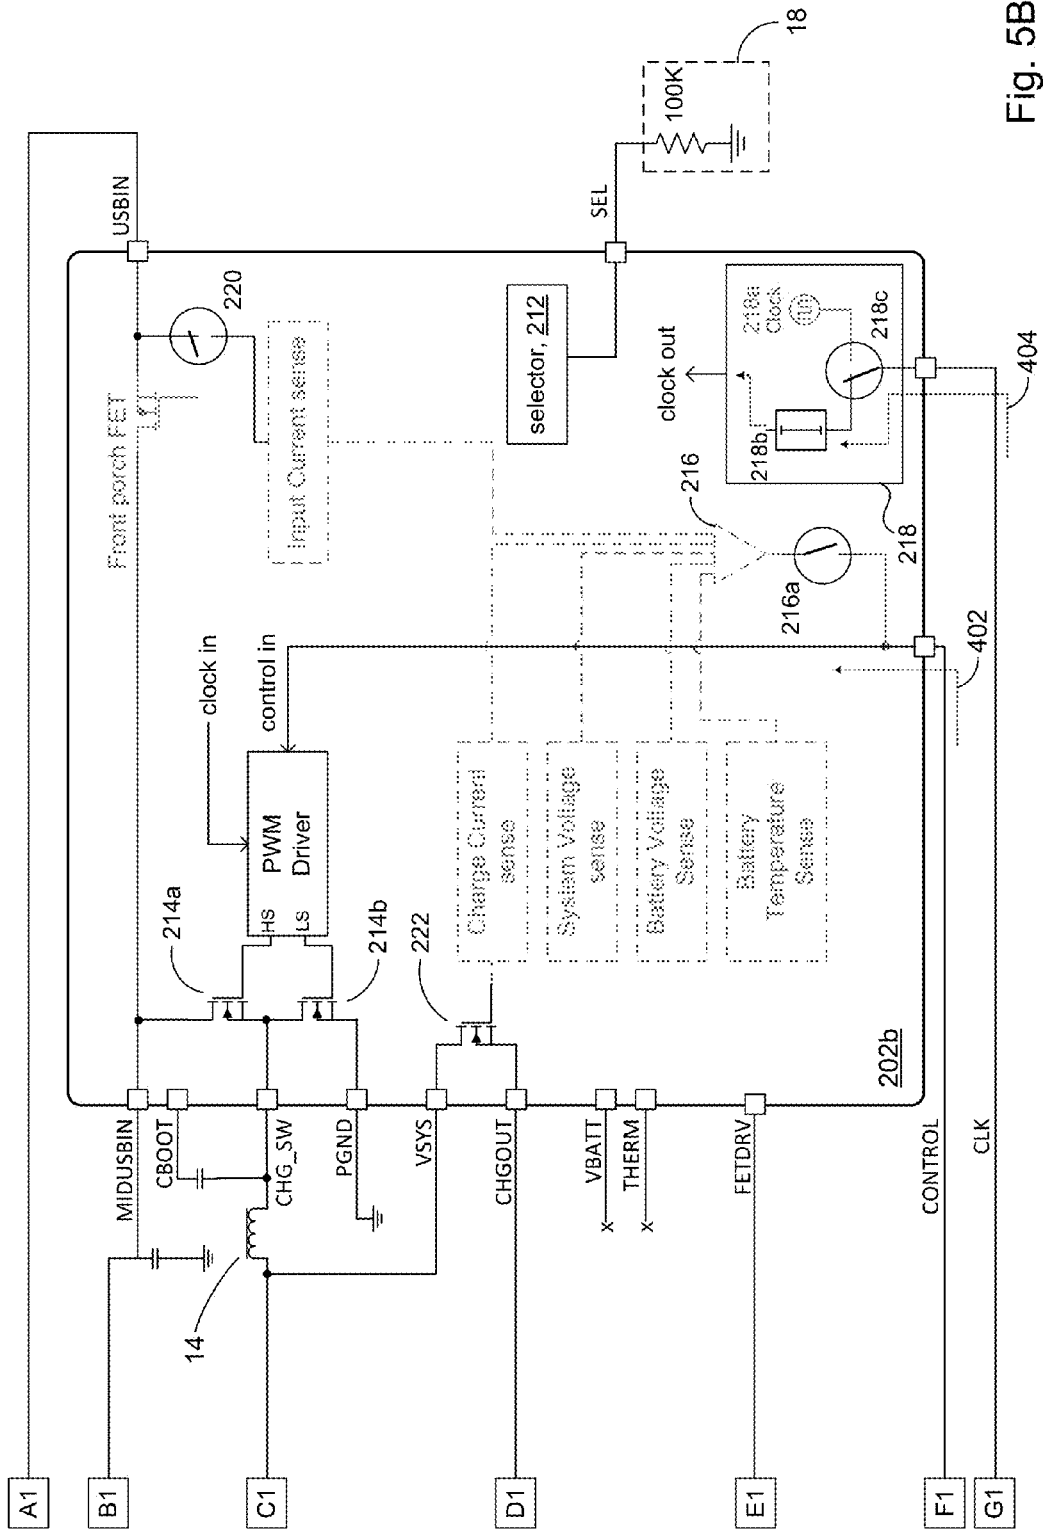 Fig. 5B
A1
B1
C1
D1
E1
F1
G1
USBIN
SEL
100K
18
220
Front porch FET
Input Current sense
selector, 212
clock out
218a
Clock
218b
218c
218
404
216
216a
402
clock in
control in
PWM
Driver
HS
LS
214a
214b
222
Charge Current
sense
System Voltage
sense
Battery Voltage
Sense
Battery
Temperature
Sense
202b
MIDUSBIN
CBOOT
CHG_SW
PGND
VSYS
CHGOUT
VBATT
THERM
x
x
FETDRV
CONTROL
CLK
14